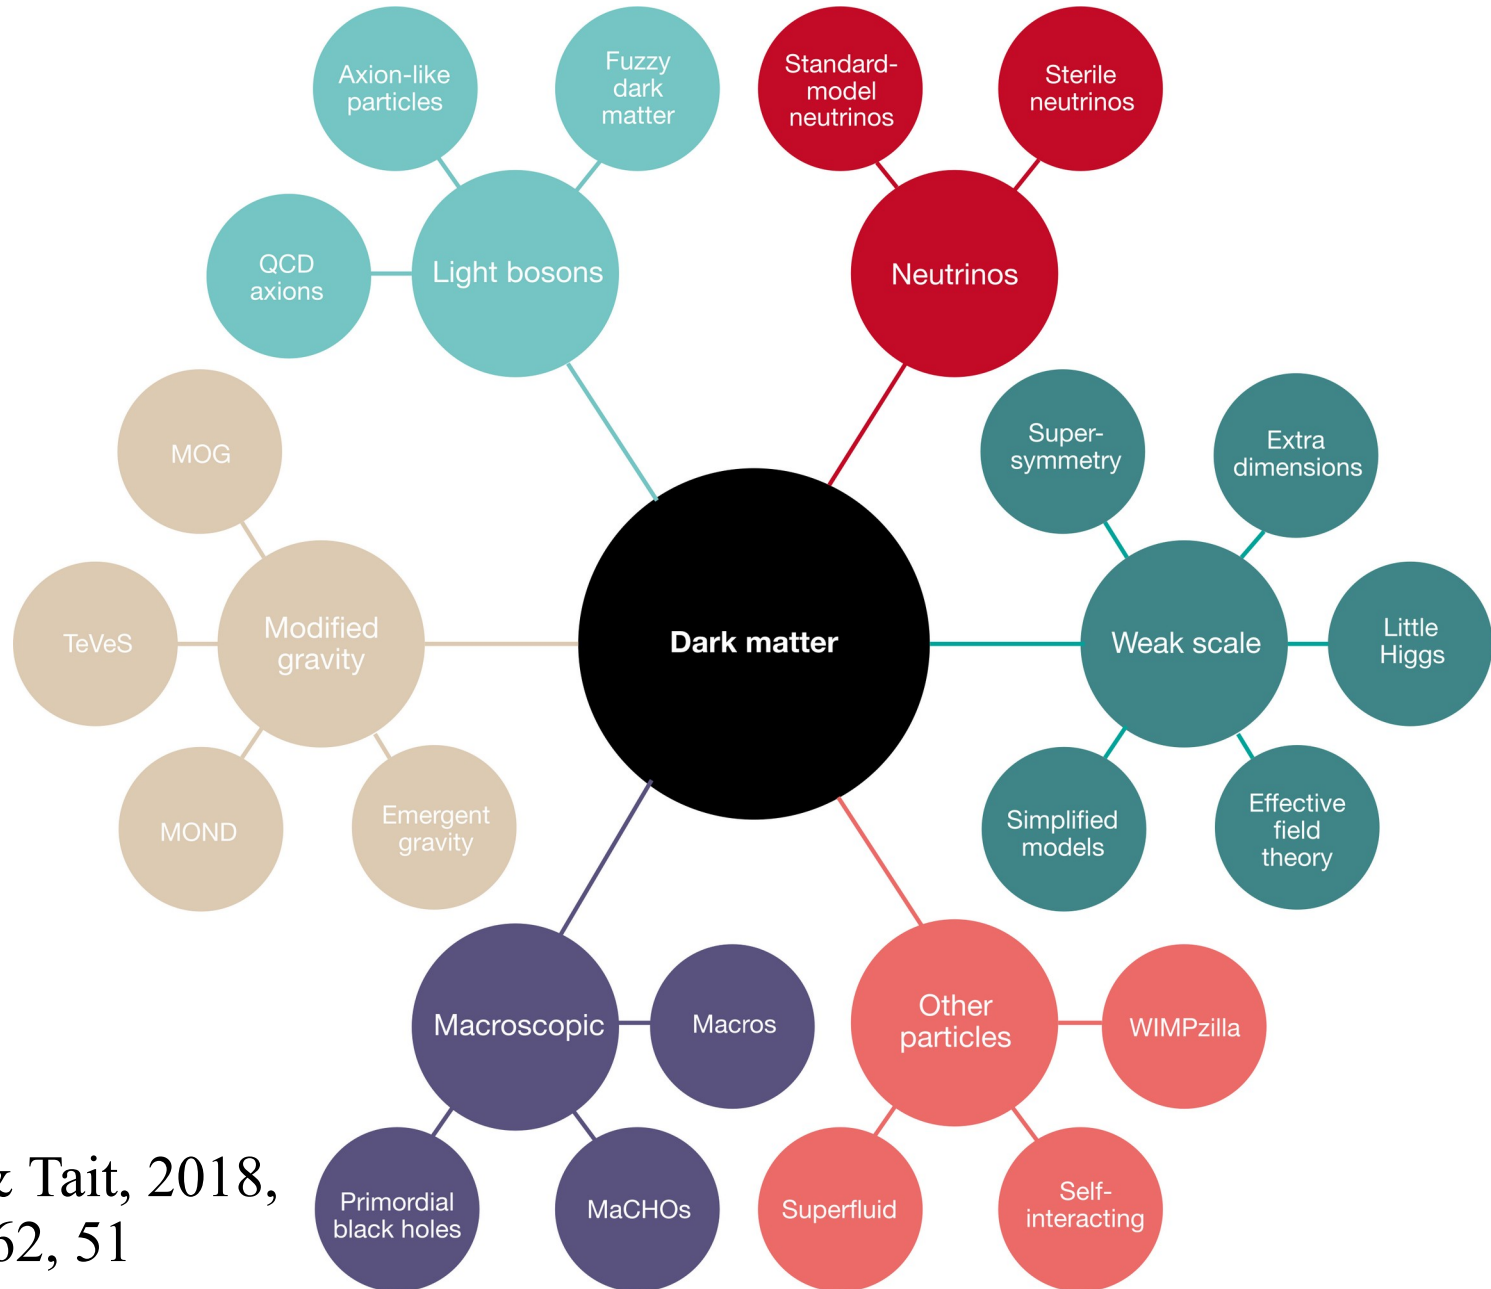 Axion-like
particles
Fuzzy
dark
matter
Standard-
model
neutrinos
Sterile
neutrinos
QCD
axions
Light bosons
Neutrinos
MOG
Super-
symmetry
Extra
dimensions
TeVeS
Modified
gravity
Dark matter
Weak scale
Little
Higgs
MOND
Emergent
gravity
Simplified
models
Effective
field
theory
Macroscopic
Macros
Other
particles
WIMPzilla
& Tait, 2018,
62, 51
Primordial
black holes
MaCHOs
Superfluid
Self-
interacting